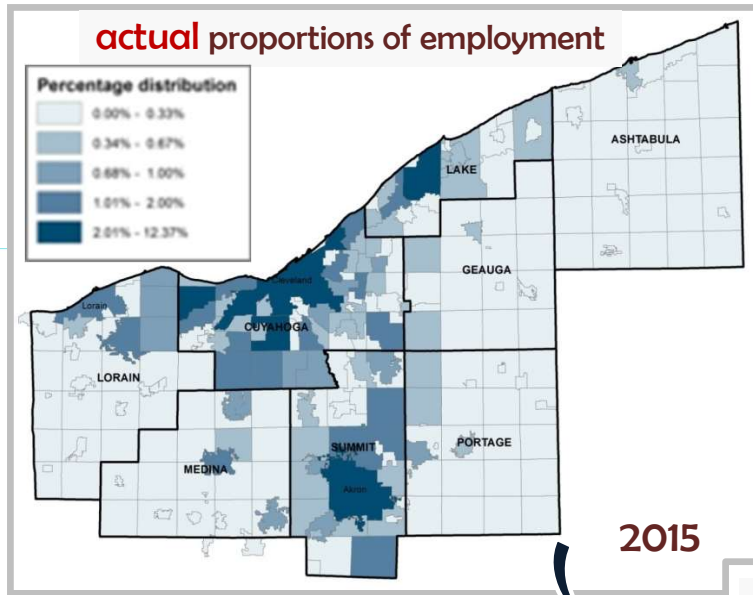 actual proportions of employment
Percentage distribution
0.00% - 0.33%
0.34% - 0.67%
0.68% - 1.00%
1.01% - 2.00%
2.01% - 12.37%
ASHTABULA
LAKE
GEAUGA
Cleveland
Lorain
CUYAHOGA
LORAIN
SUMMIT
PORTAGE
MEDINA
Akron
2015